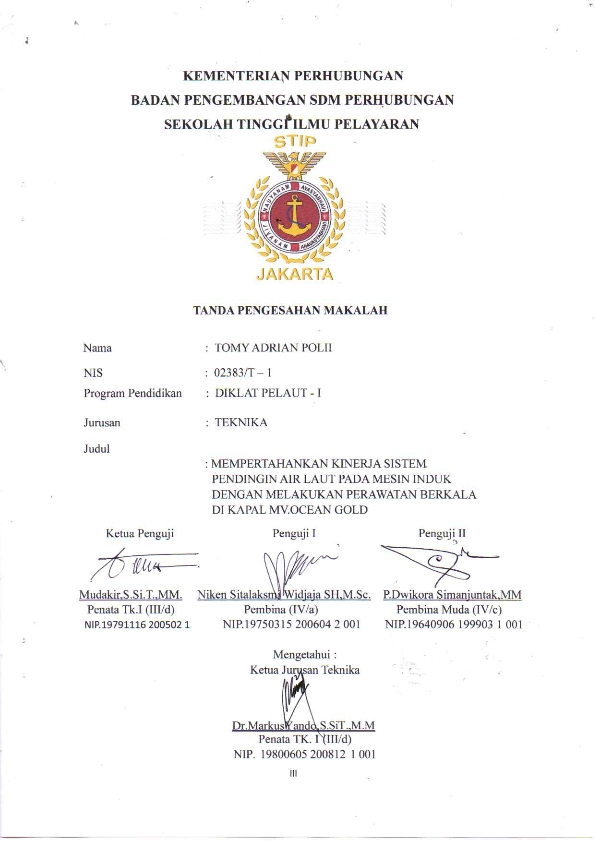 KEMENTERIAN PERHUBUNGAN
BADAN PENGEMBANGAN SDM PERHUBUNGAN
SEKOLAH TINGGI ILMU PELAYARAN
STIP
JAKARTA
TANDA PENGESAHAN MAKALAH
Nama : TOMY ADRIAN POLII
NIS : 02383/T – 1
Program Pendidikan : DIKLAT PELAUT - I
Jurusan : TEKNIKA
Judul
: MEMPERTAHANKAN KINERJA SISTEM
PENDINGIN AIR LAUT PADA MESIN INDUK
DENGAN MELAKUKAN PERAWATAN BERKALA
DI KAPAL MV.OCEAN GOLD
Ketua Penguji Penguji I Penguji II
Mudakir,S.Si.T.,MM. Niken Sitalaksmi Widjaja SH,M.Sc. P.Dwikora Simanjuntak,MM
Penata Tk.I (III/d) Pembina (IV/a) Pembina Muda (IV/c)
NIP.19791116 200502 1 NIP.19750315 200604 2 001 NIP.19640906 199903 1 001
Mengetahui :
Ketua Jurusan Teknika
Dr.Markus Yando,S.SiT.,M.M
Penata TK. I (III/d)
NIP. 19800605 200812 1 001
III